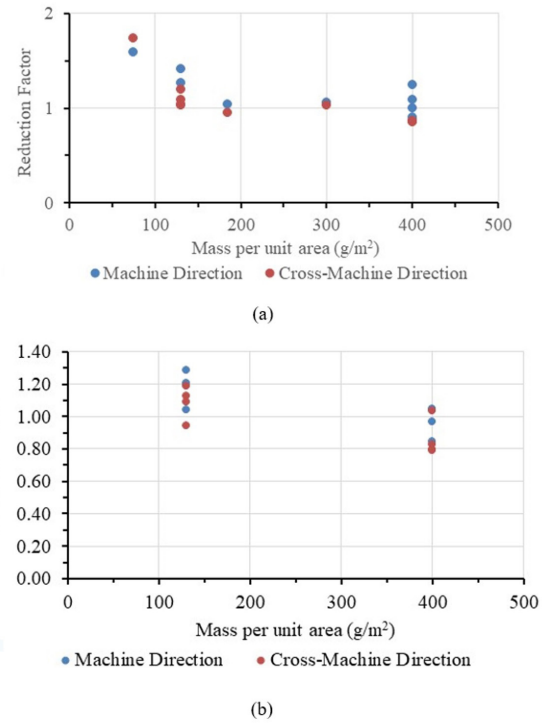 2
Reduction Factor
1
0
0 100 200 300 400 500
Mass per unit area (g/m²)
Machine Direction Cross-Machine Direction
(a)
1.40
1.20
1.00
0.80
0.60
0.40
0.20
0.00
0 100 200 300 400 500
Mass per unit area (g/m²)
Machine Direction Cross-Machine Direction
(b)